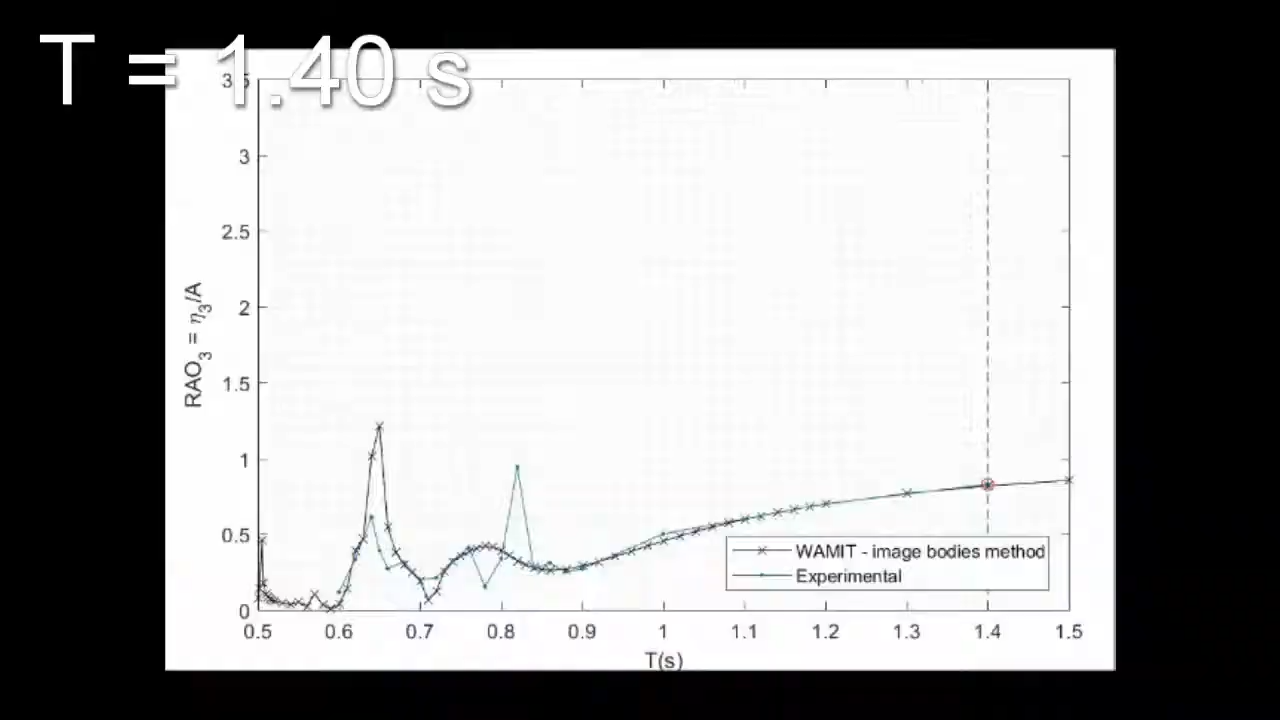 T = 1.40 s
3.5
3
2.5
2
1.5
1
0.5
0
RAO3 = η3/A
0.5 0.6 0.7 0.8 0.9 1 1.1 1.2 1.3 1.4 1.5
T(s)
WAMIT - image bodies method
Experimental